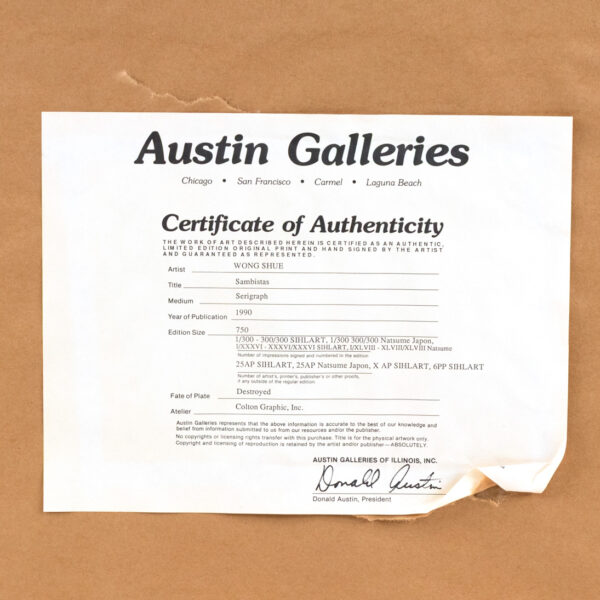 Austin Galleries
Chicago • San Francisco • Carmel • Laguna Beach
Certificate of Authenticity
THE WORK OF ART DESCRIBED HEREIN IS CERTIFIED AS AN AUTHENTIC,
LIMITED EDITION ORIGINAL PRINT AND HAND SIGNED BY THE ARTIST
AND GUARANTEED AS REPRESENTED.
Artist WONG SHUE
Title Sambistas
Medium Serigraph
Year of Publication 1990
Edition Size 750
1/300 - 300/300 SIHLART, 1/300 300/300 Natsume Japon,
I/XXXVI - XXXVI/XXXVI SIHLART, I/XLVIII - XLVIII/XLVIII Natsume
Number of impressions signed and numbered in the edition
25AP SIHLART, 25AP Natsume Japon, X AP SIHLART, 6PP SIHLART
Number of artist's, printer's, publisher's or other proofs,
if any outside of the regular edition
Fate of Plate Destroyed
Atelier Colton Graphic, Inc.
Austin Galleries represents that the above information is accurate to the best of our knowledge and
belief from information submitted to us from our resources and/or the publisher.
No copyrights or licensing rights transfer with this purchase. Title is for the physical artwork only.
Copyright and licensing of reproduction is retained by the artist and/or publisher—ABSOLUTELY.
AUSTIN GALLERIES OF ILLINOIS, INC.
Donald Austin
Donald Austin, President